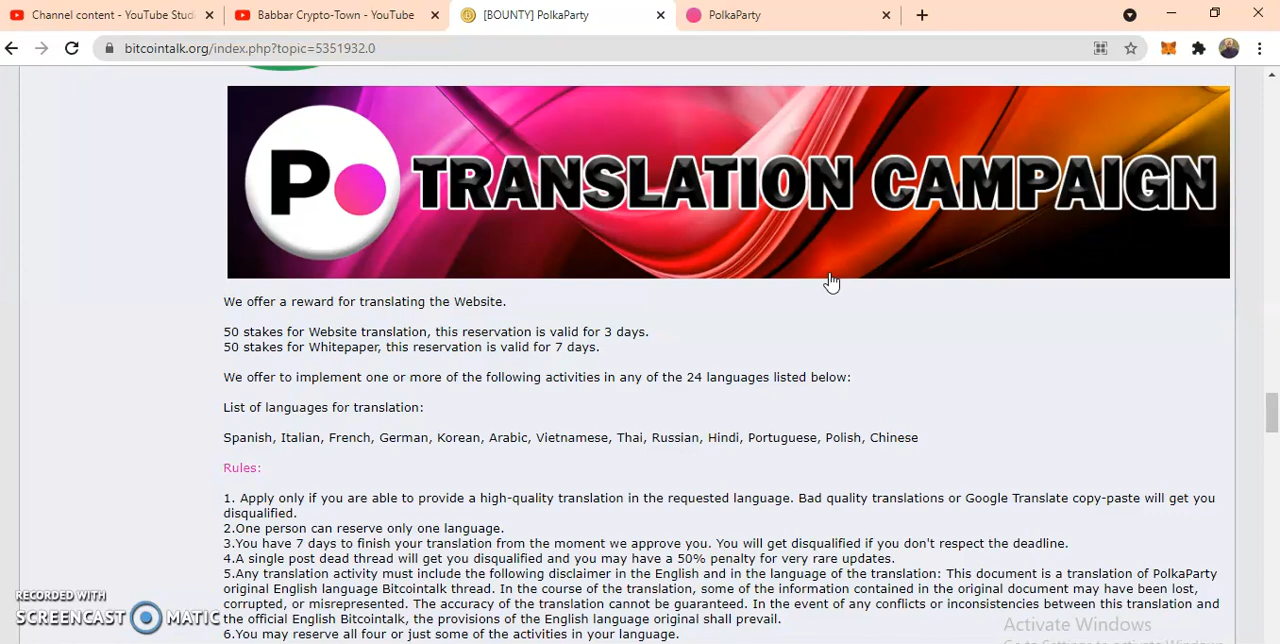 Channel content - YouTube Stud
Babbar Crypto-Town - YouTube
[BOUNTY] PolkaParty
PolkaParty
bitcointalk.org/index.php?topic=5351932.0
P TRANSLATION CAMPAIGN
We offer a reward for translating the Website.
50 stakes for Website translation, this reservation is valid for 3 days.
50 stakes for Whitepaper, this reservation is valid for 7 days.
We offer to implement one or more of the following activities in any of the 24 languages listed below:
List of languages for translation:
Spanish, Italian, French, German, Korean, Arabic, Vietnamese, Thai, Russian, Hindi, Portuguese, Polish, Chinese
Rules:
1. Apply only if you are able to provide a high-quality translation in the requested language. Bad quality translations or Google Translate copy-paste will get you
disqualified.
2.One person can reserve only one language.
3.You have 7 days to finish your translation from the moment we approve you. You will get disqualified if you don't respect the deadline.
4.A single post dead thread will get you disqualified and you may have a 50% penalty for very rare updates.
5.Any translation activity must include the following disclaimer in the English and in the language of the translation: This document is a translation of PolkaParty
original English language Bitcointalk thread. In the course of the translation, some of the information contained in the original document may have been lost,
corrupted, or misrepresented. The accuracy of the translation cannot be guaranteed. In the event of any conflicts or inconsistencies between this translation and
the official English Bitcointalk, the provisions of the English language original shall prevail.
6.You may reserve all four or just some of the activities in your language.
RECORDED WITH
SCREENCAST MATIC
Activate Windows